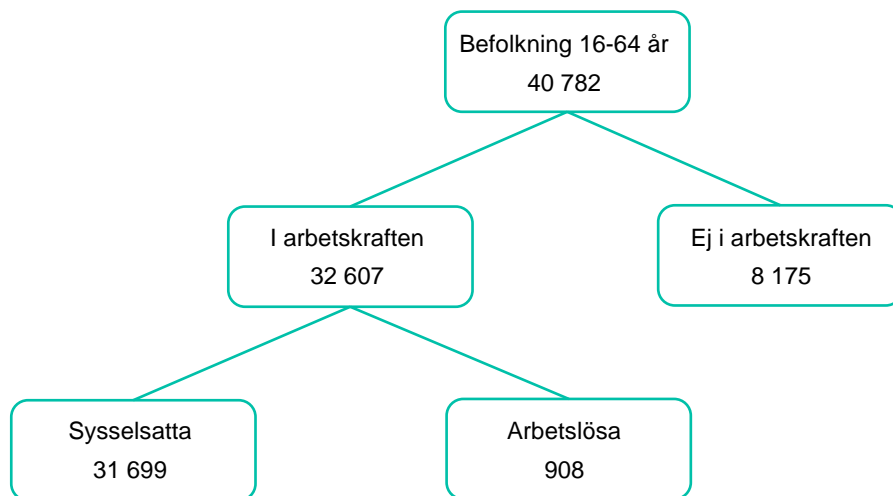 Befolkning 16-64 år
40 782
I arbetskraften
32 607
Ej i arbetskraften
8 175
Sysselsatta
31 699
Arbetslösa
908